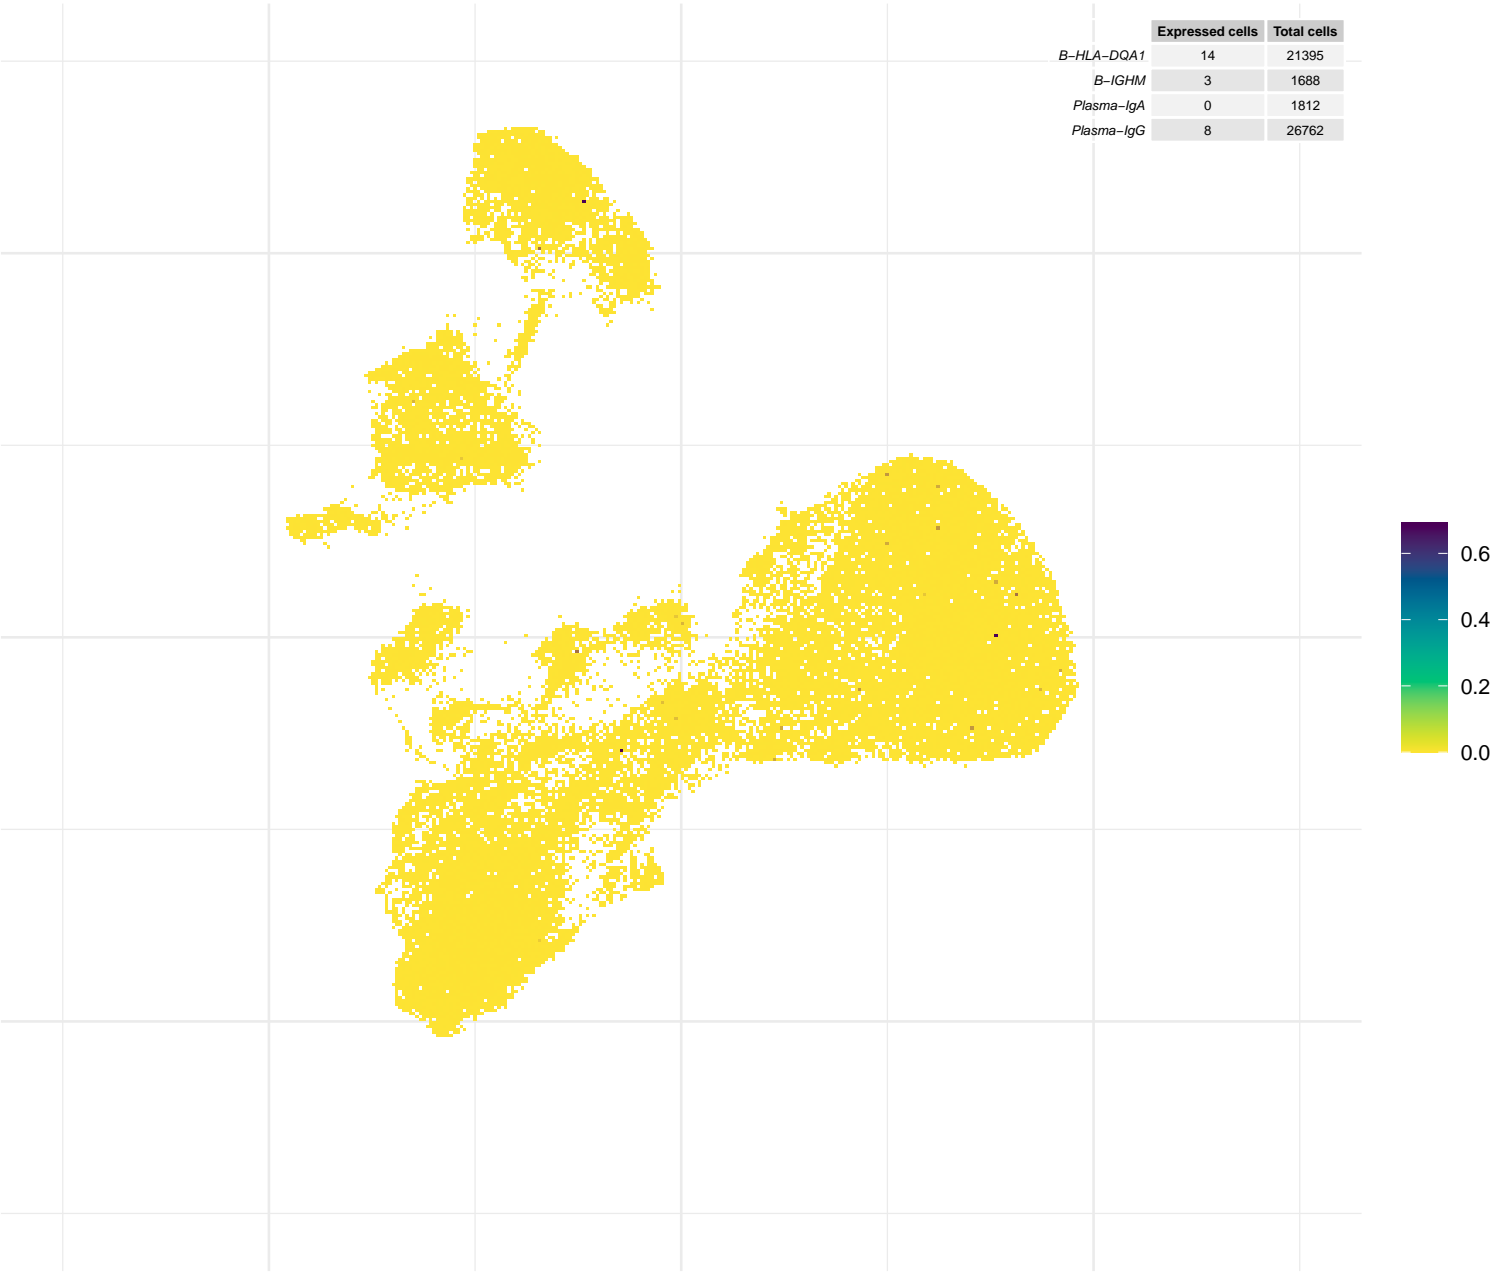 Expressed cells Total cells
B−HLA−DQA1 14 21395
B−IGHM 3 1688
Plasma−IgA 0 1812
Plasma−IgG 8 26762
0.6
0.4
0.2
0.0